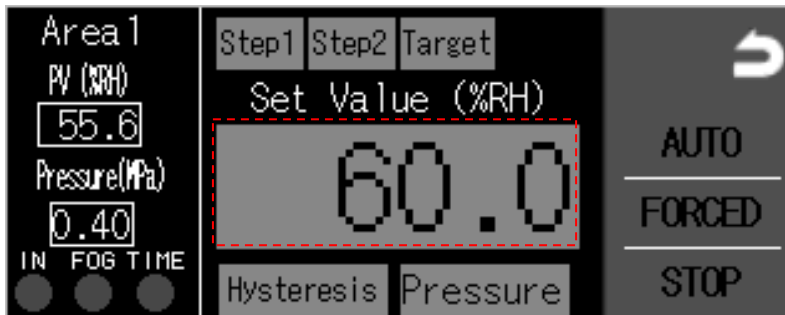 Area1
PV (%RH)
55.6
Pressure(MPa)
0.40
IN FOG TIME
Step1 Step2 Target
Set Value (%RH)
60.0
Hysteresis Pressure
AUTO
FORCED
STOP